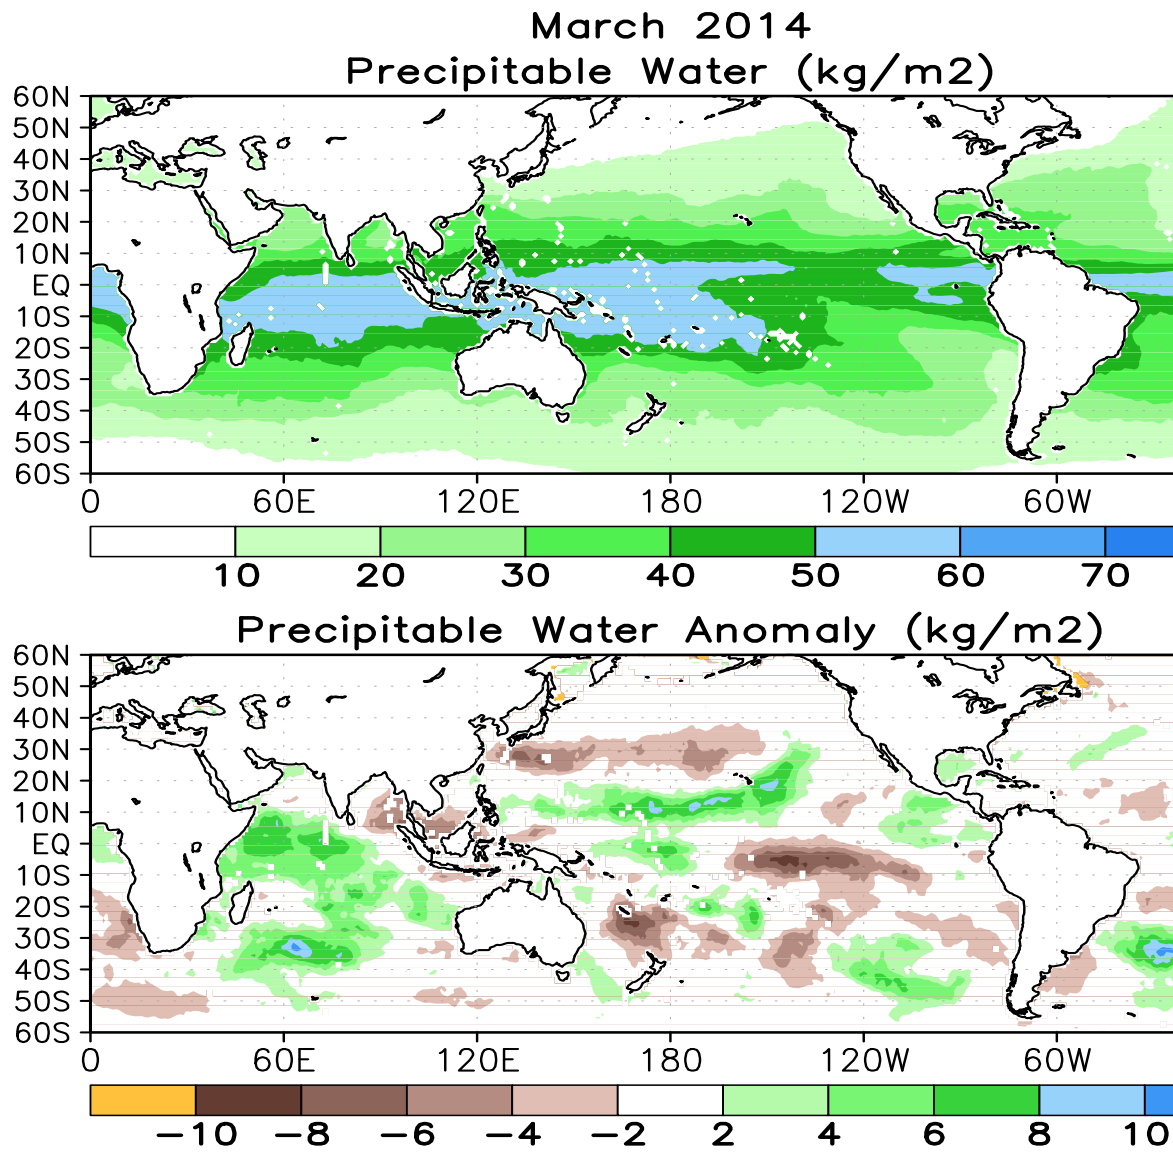 March 2014
Precipitable Water (kg/m2)
60N
50N
40N
30N
20N
10N
EQ
10S
20S
30S
40S
50S
60S
0 60E 120E 180 120W 60W
10 20 30 40 50 60 70
Precipitable Water Anomaly (kg/m2)
60N
50N
40N
30N
20N
10N
EQ
10S
20S
30S
40S
50S
60S
0 60E 120E 180 120W 60W
−10 −8 −6 −4 −2 2 4 6 8 10